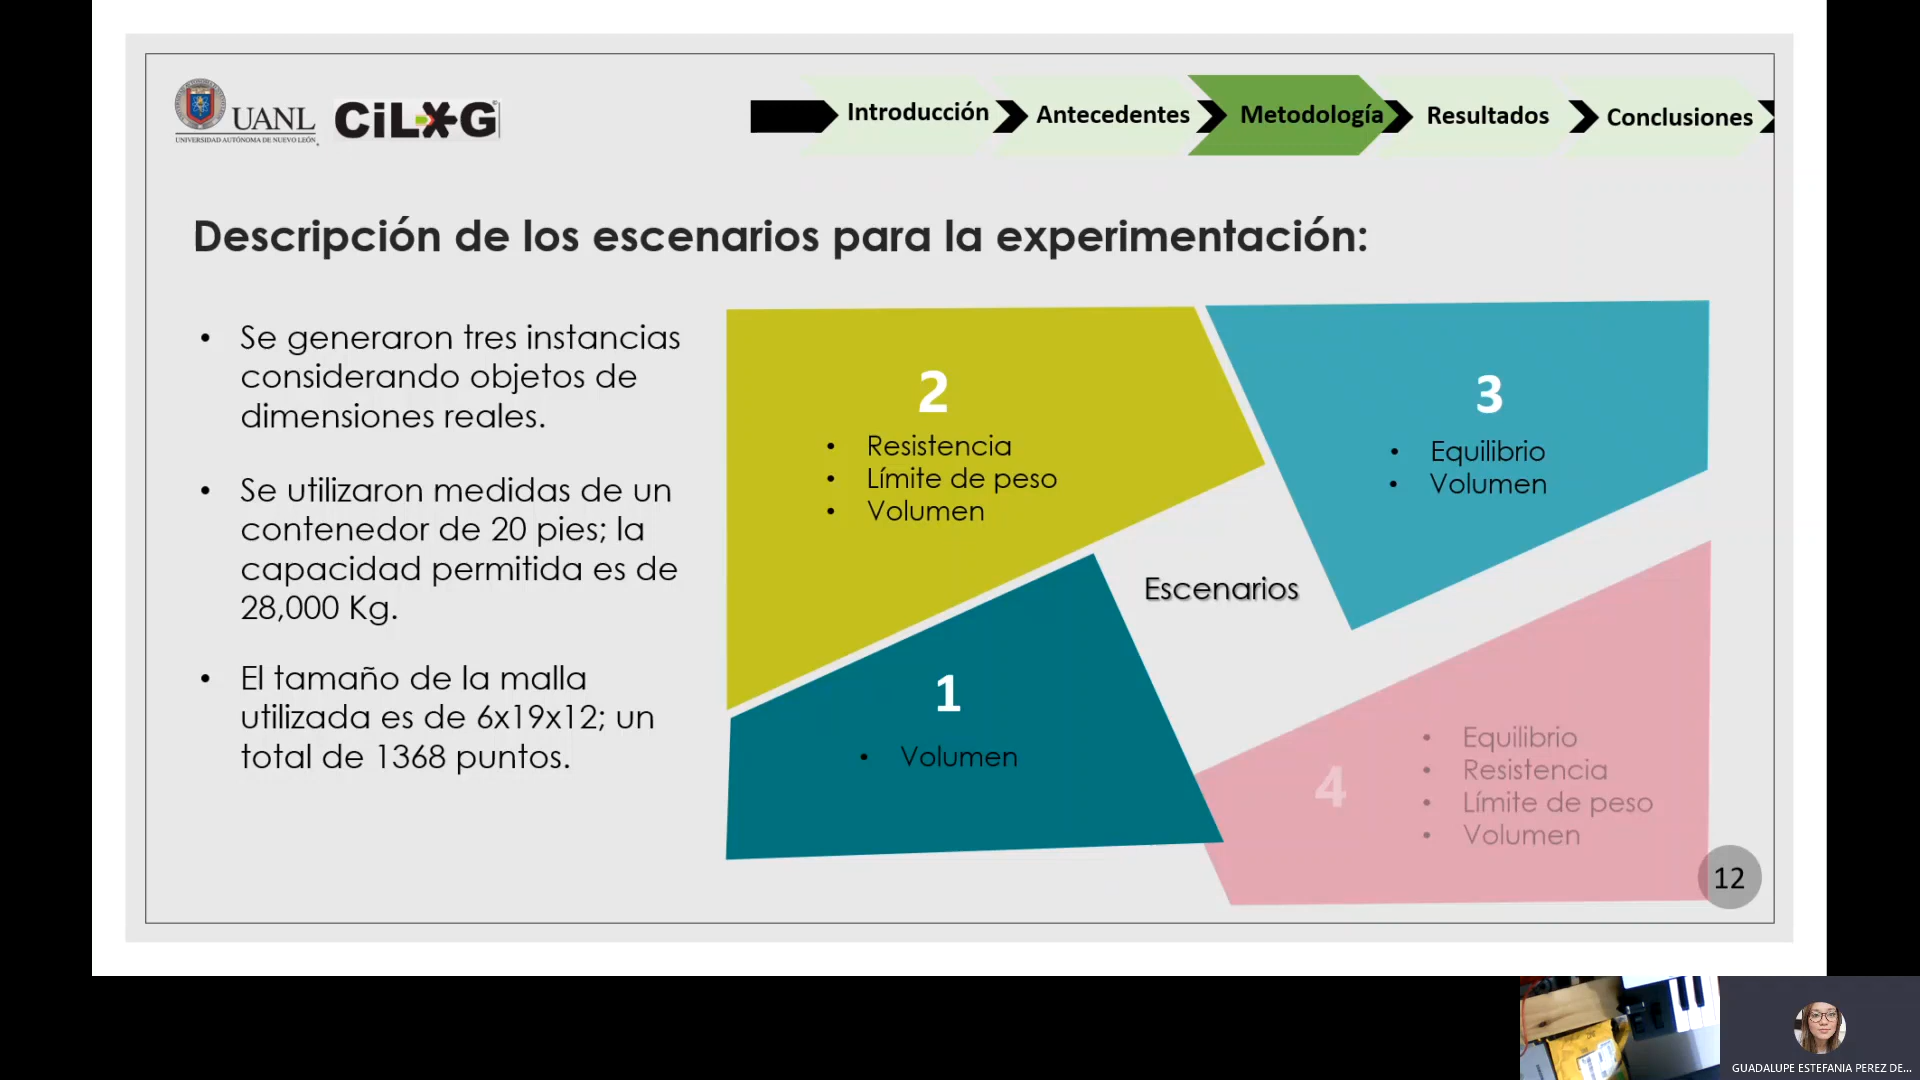 UANL
UNIVERSIDAD AUTÓNOMA DE NUEVO LEÓN
CiLOG
Introducción
Antecedentes
Metodología
Resultados
Conclusiones
Descripción de los escenarios para la experimentación:
• Se generaron tres instancias
considerando objetos de
dimensiones reales.
• Se utilizaron medidas de un
contenedor de 20 pies; la
capacidad permitida es de
28,000 Kg.
• El tamaño de la malla
utilizada es de 6x19x12; un
total de 1368 puntos.
2
• Resistencia
• Límite de peso
• Volumen
3
• Equilibrio
• Volumen
Escenarios
1
• Volumen
4
• Equilibrio
• Resistencia
• Límite de peso
• Volumen
12
GUADALUPE ESTEFANIA PEREZ DE...